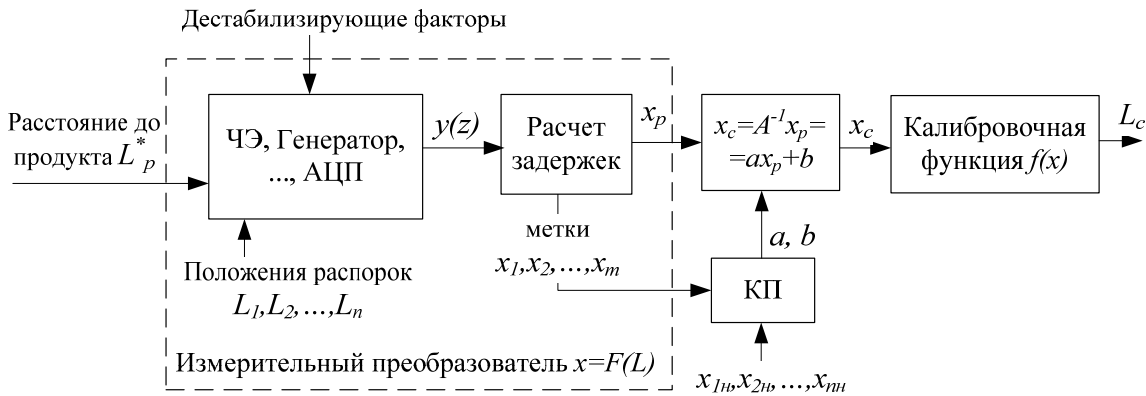 Дестабилизирующие факторы
Расстояние до
продукта L*p
ЧЭ, Генератор,
..., АЦП
y(z)
Расчет
задержек
xp
xc=A-1xp=
=axp+b
xc
Калибровочная
функция f(x)
Lc
метки
x1,x2,...,xm
a, b
КП
Положения распорок
L1,L2,...,Ln
Измерительный преобразователь x=F(L)
x1н,x2н,...,xnн